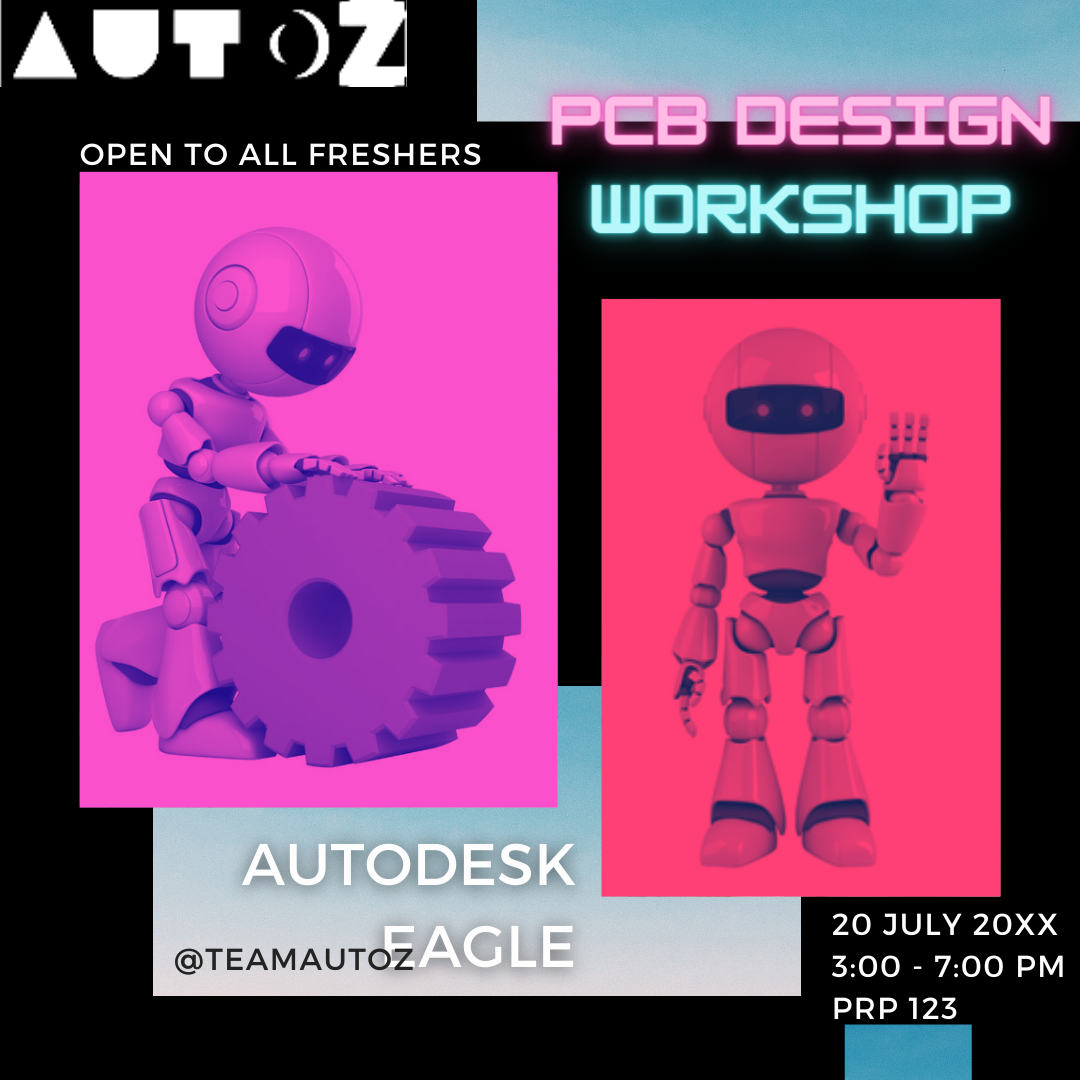 AUTOZ
PCB DESIGN
WORKSHOP
OPEN TO ALL FRESHERS
AUTODESK
EAGLE
@TEAMAUTOZ
20 JULY 20XX
3:00 - 7:00 PM
PRP 123